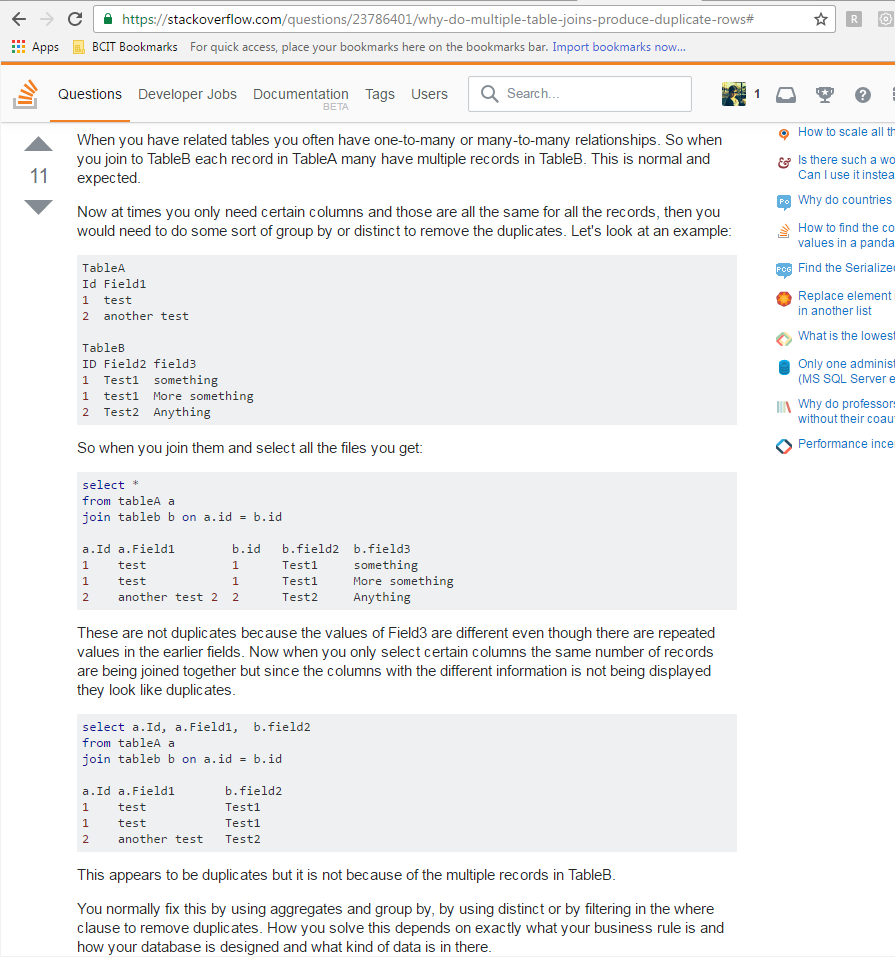 https://stackoverflow.com/questions/23786401/why-do-multiple-table-joins-produce-duplicate-rows#
R
Apps BCIT Bookmarks For quick access, place your bookmarks here on the bookmarks bar. Import bookmarks now...
Questions Developer Jobs Documentation Tags Users Search... 1 ?
BETA
11
When you have related tables you often have one-to-many or many-to-many relationships. So when
you join to TableB each record in TableA many have multiple records in TableB. This is normal and
expected.
Now at times you only need certain columns and those are all the same for all the records, then you
would need to do some sort of group by or distinct to remove the duplicates. Let's look at an example:
TableA
Id Field1
1 test
2 another test
TableB
ID Field2 field3
1 Test1 something
1 test1 More something
2 Test2 Anything
So when you join them and select all the files you get:
select *
from tableA a
join tableb b on a.id = b.id
a.Id a.Field1 b.id b.field2 b.field3
1 test 1 Test1 something
1 test 1 Test1 More something
2 another test 2 2 Test2 Anything
These are not duplicates because the values of Field3 are different even though there are repeated
values in the earlier fields. Now when you only select certain columns the same number of records
are being joined together but since the columns with the different information is not being displayed
they look like duplicates.
select a.Id, a.Field1, b.field2
from tableA a
join tableb b on a.id = b.id
a.Id a.Field1 b.field2
1 test Test1
1 test Test1
2 another test Test2
This appears to be duplicates but it is not because of the multiple records in TableB.
You normally fix this by using aggregates and group by, by using distinct or by filtering in the where
clause to remove duplicates. How you solve this depends on exactly what your business rule is and
how your database is designed and what kind of data is in there.
How to scale all th
Is there such a wo
Can I use it instea
Po Why do countries
How to find the co
values in a panda
PCG Find the Serialize
Replace element
in another list
What is the lowest
Only one administ
(MS SQL Server e
Why do professors
without their coau
Performance ince